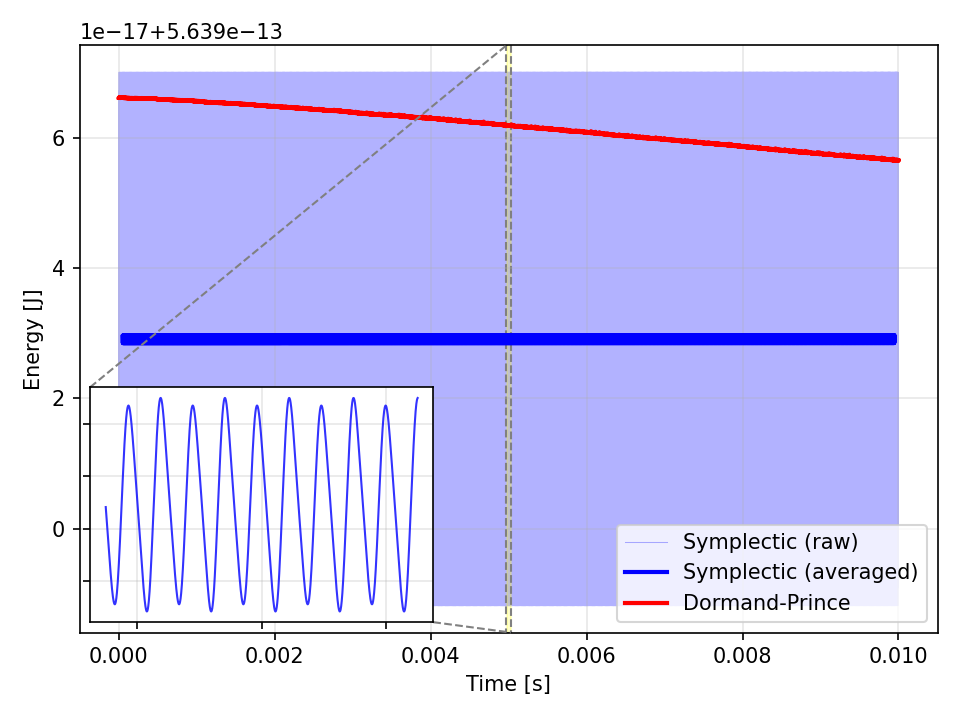 1e−17+5.639e−13
6
4
2
0
Energy [J]
0.000 0.002 0.004 0.006 0.008 0.010
Time [s]
Symplectic (raw)
Symplectic (averaged)
Dormand-Prince